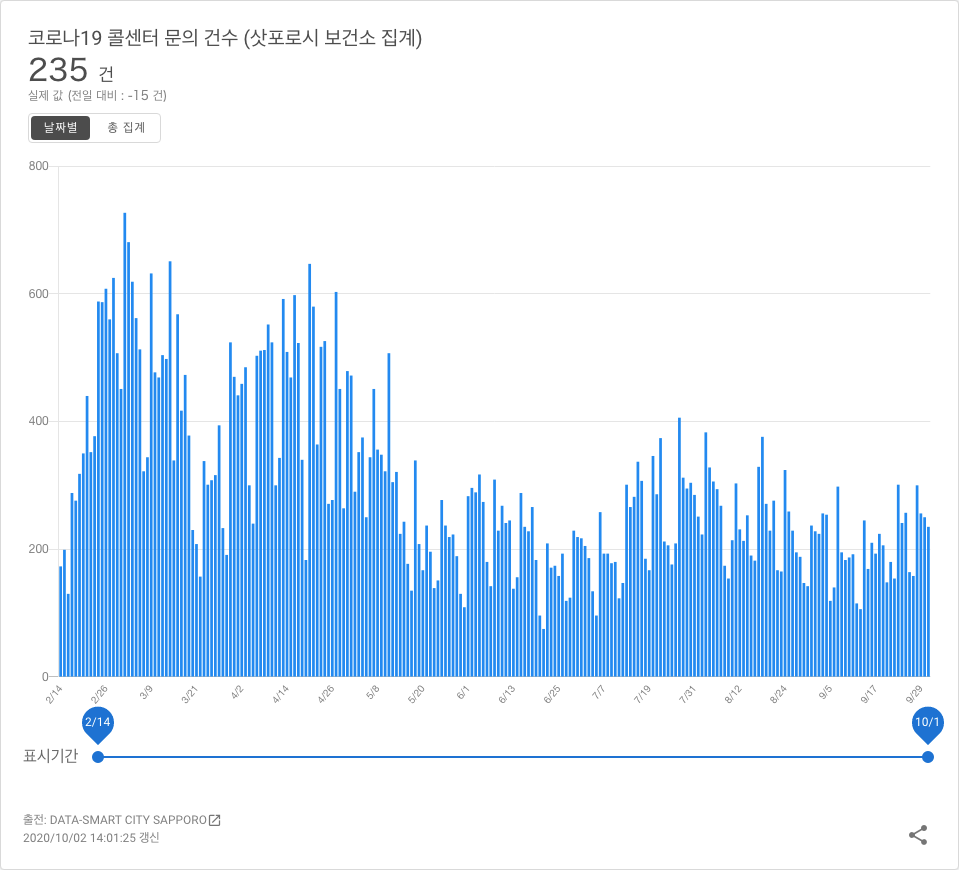 코로나19 콜센터 문의 건수 (삿포로시 보건소 집계)
235 건
실제 값 (전일 대비 : -15 건)
날짜별 총 집계
800
600
400
200
0
2/14 2/26 3/9 3/21 4/2 4/14 4/26 5/8 5/20 6/1 6/13 6/25 7/7 7/19 7/31 8/12 8/24 9/5 9/17 9/29
2/14 10/1
표시기간
출전: DATA-SMART CITY SAPPORO
2020/10/02 14:01:25 갱신